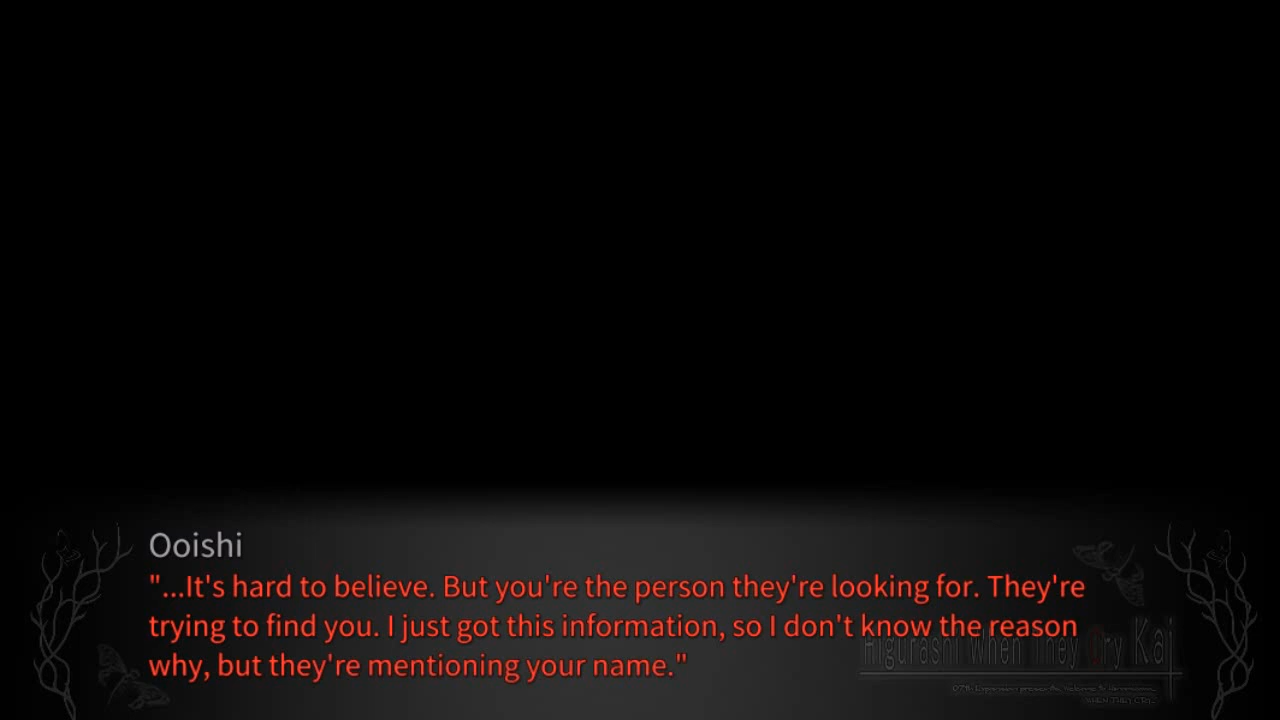 Ooishi
"...It's hard to believe. But you're the person they're looking for. They're
trying to find you. I just got this information, so I don't know the reason
why, but they're mentioning your name."
Higurashi When They Cry Kai